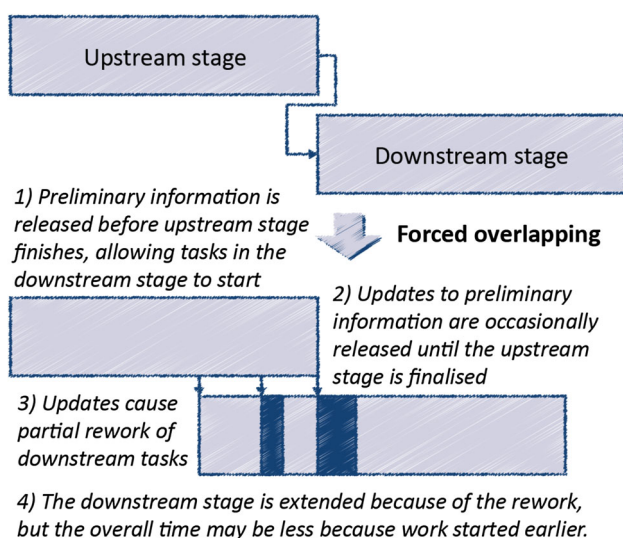 Upstream stage
Downstream stage
1) Preliminary information is
released before upstream stage
finishes, allowing tasks in the
downstream stage to start
Forced overlapping
2) Updates to preliminary
information are occasionally
released until the upstream
stage is finalised
3) Updates cause
partial rework of
downstream tasks
4) The downstream stage is extended because of the rework,
but the overall time may be less because work started earlier.